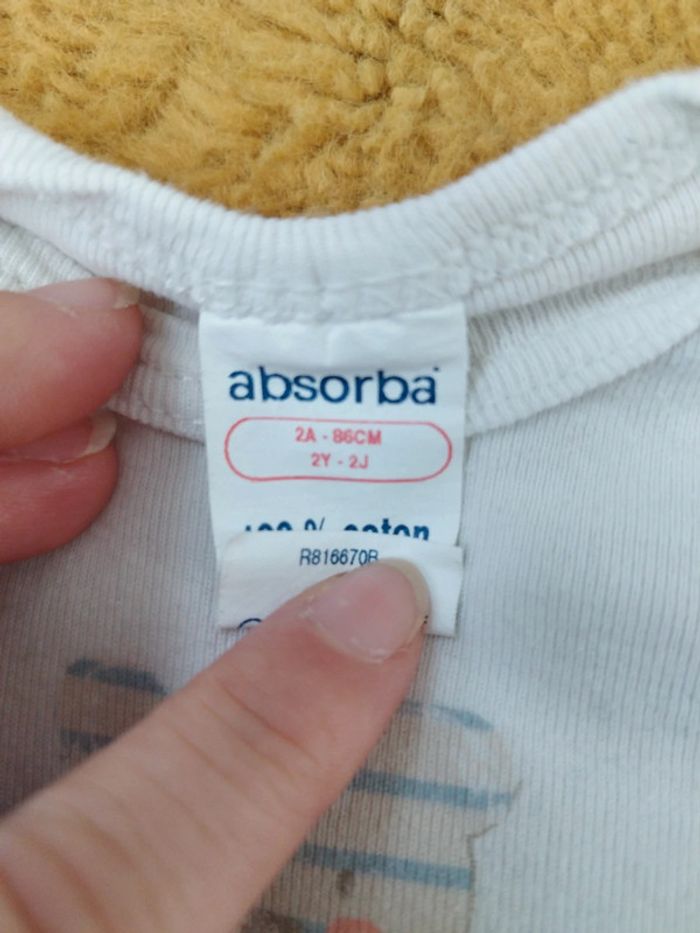 absorba
2A - 86CM
2Y - 2J
coton
R816670B